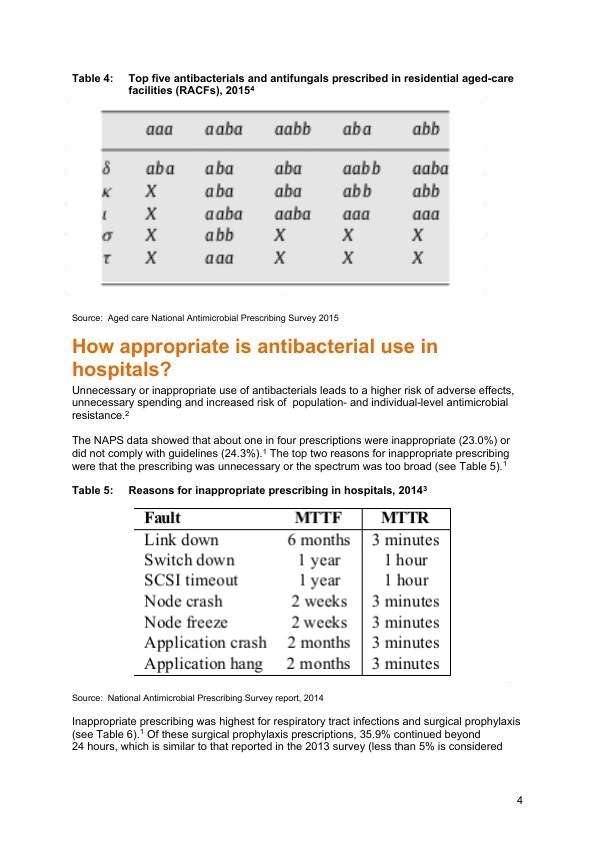 Table 4: Top five antibacterials and antifungals prescribed in residential aged-care
facilities (RACFs), 2015⁴
aaa aaba aabb aba abb
δ aba aba aba aabb aaba
κ X aba aba abb abb
ι X aaba aaba aaa aaa
σ X abb X X X
τ X aaa X X X
Source: Aged care National Antimicrobial Prescribing Survey 2015
How appropriate is antibacterial use in
hospitals?
Unnecessary or inappropriate use of antibacterials leads to a higher risk of adverse effects,
unnecessary spending and increased risk of population- and individual-level antimicrobial
resistance.²
The NAPS data showed that about one in four prescriptions were inappropriate (23.0%) or
did not comply with guidelines (24.3%).¹ The top two reasons for inappropriate prescribing
were that the prescribing was unnecessary or the spectrum was too broad (see Table 5).¹
Table 5: Reasons for inappropriate prescribing in hospitals, 2014³
Fault MTTF MTTR
Link down 6 months 3 minutes
Switch down 1 year 1 hour
SCSI timeout 1 year 1 hour
Node crash 2 weeks 3 minutes
Node freeze 2 weeks 3 minutes
Application crash 2 months 3 minutes
Application hang 2 months 3 minutes
Source: National Antimicrobial Prescribing Survey report, 2014
Inappropriate prescribing was highest for respiratory tract infections and surgical prophylaxis
(see Table 6).¹ Of these surgical prophylaxis prescriptions, 35.9% continued beyond
24 hours, which is similar to that reported in the 2013 survey (less than 5% is considered
4